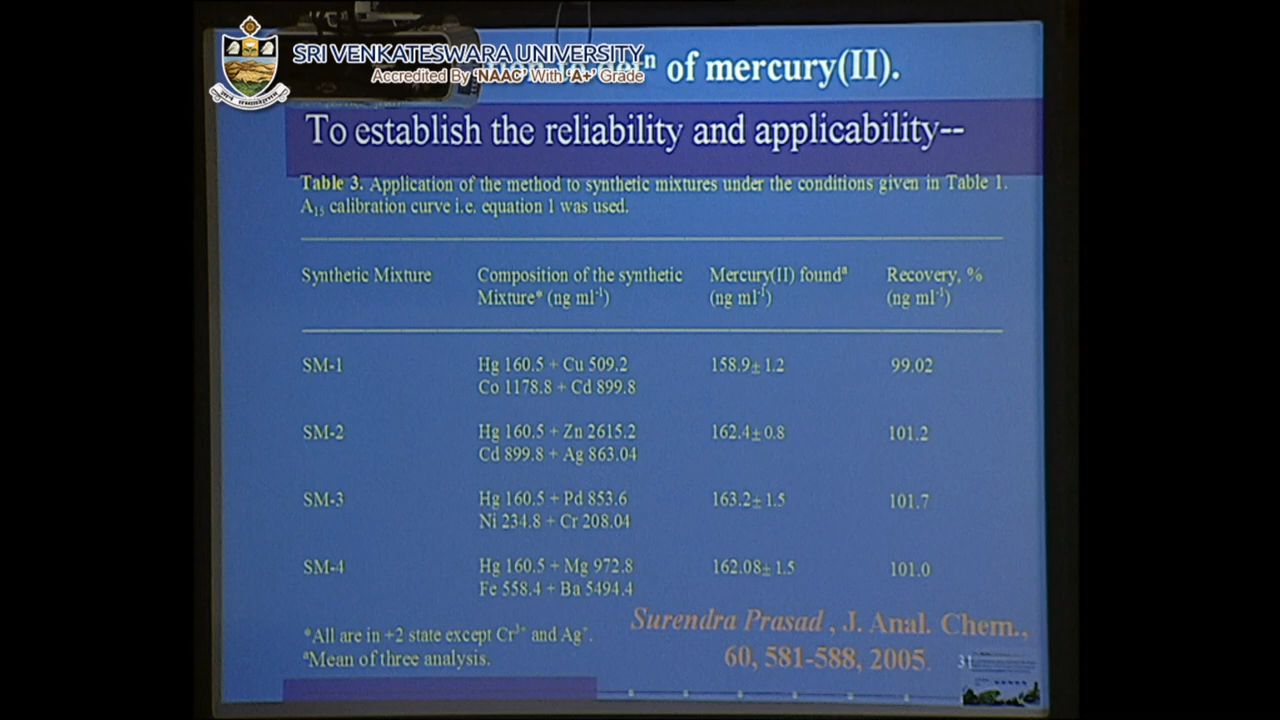 SRI VENKATESWARA UNIVERSITY
Accredited By 'NAAC' With 'A+' Grade
of mercury(II).
To establish the reliability and applicability--
Table 3. Application of the method to synthetic mixtures under the conditions given in Table 1.
A₁₅ calibration curve i.e. equation 1 was used.
Synthetic Mixture Composition of the synthetic Mercury(II) foundᵃ Recovery, %
Mixture* (ng ml⁻¹) (ng ml⁻¹) (ng ml⁻¹)
SM-1 Hg 160.5 + Cu 509.2 158.9± 1.2 99.02
Co 1178.8 + Cd 899.8
SM-2 Hg 160.5 + Zn 2615.2 162.4± 0.8 101.2
Cd 899.8 + Ag 863.04
SM-3 Hg 160.5 + Pd 853.6 163.2± 1.5 101.7
Ni 234.8 + Cr 208.04
SM-4 Hg 160.5 + Mg 972.8 162.08± 1.5 101.0
Fe 558.4 + Ba 5494.4
*All are in +2 state except Cr³⁺ and Ag⁺.
ᵃMean of three analysis.
Surendra Prasad , J. Anal. Chem.,
60, 581-588, 2005.
31